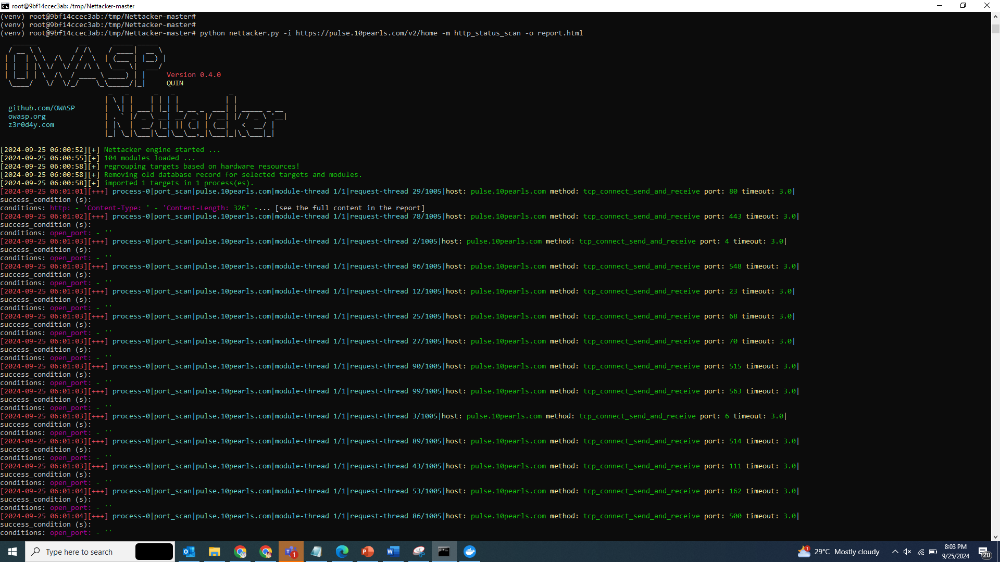 root@9bf14ccec3ab: /tmp/Nettacker-master
(venv) root@9bf14ccec3ab:/tmp/Nettacker-master#
(venv) root@9bf14ccec3ab:/tmp/Nettacker-master#
(venv) root@9bf14ccec3ab:/tmp/Nettacker-master# python nettacker.py -i https://pulse.10pearls.com/v2/home -m http_status_scan -o report.html
OWASP
Version 0.4.0
QUIN
Nettacker
github.com/OWASP
owasp.org
z3r0d4y.com
[2024-09-25 06:00:52][+] Nettacker engine started ...
[2024-09-25 06:00:55][+] 104 modules loaded ...
[2024-09-25 06:00:58][+] regrouping targets based on hardware resources!
[2024-09-25 06:00:58][+] Removing old database record for selected targets and modules.
[2024-09-25 06:00:58][+] imported 1 targets in 1 process(es).
[2024-09-25 06:01:01][+++] process-0|port_scan|pulse.10pearls.com|module-thread 1/1|request-thread 29/1005|host: pulse.10pearls.com method: tcp_connect_send_and_receive port: 80 timeout: 3.0|
success_condition (s):
conditions: http: - 'Content-Type: ' - 'Content-Length: 326' -... [see the full content in the report]
[2024-09-25 06:01:02][+++] process-0|port_scan|pulse.10pearls.com|module-thread 1/1|request-thread 78/1005|host: pulse.10pearls.com method: tcp_connect_send_and_receive port: 443 timeout: 3.0|
success_condition (s):
conditions: open_port: - ''
[2024-09-25 06:01:03][+++] process-0|port_scan|pulse.10pearls.com|module-thread 1/1|request-thread 2/1005|host: pulse.10pearls.com method: tcp_connect_send_and_receive port: 4 timeout: 3.0|
success_condition (s):
conditions: open_port: - ''
[2024-09-25 06:01:03][+++] process-0|port_scan|pulse.10pearls.com|module-thread 1/1|request-thread 96/1005|host: pulse.10pearls.com method: tcp_connect_send_and_receive port: 548 timeout: 3.0|
success_condition (s):
conditions: open_port: - ''
[2024-09-25 06:01:03][+++] process-0|port_scan|pulse.10pearls.com|module-thread 1/1|request-thread 12/1005|host: pulse.10pearls.com method: tcp_connect_send_and_receive port: 23 timeout: 3.0|
success_condition (s):
conditions: open_port: - ''
[2024-09-25 06:01:03][+++] process-0|port_scan|pulse.10pearls.com|module-thread 1/1|request-thread 25/1005|host: pulse.10pearls.com method: tcp_connect_send_and_receive port: 68 timeout: 3.0|
success_condition (s):
conditions: open_port: - ''
[2024-09-25 06:01:03][+++] process-0|port_scan|pulse.10pearls.com|module-thread 1/1|request-thread 27/1005|host: pulse.10pearls.com method: tcp_connect_send_and_receive port: 70 timeout: 3.0|
success_condition (s):
conditions: open_port: - ''
[2024-09-25 06:01:03][+++] process-0|port_scan|pulse.10pearls.com|module-thread 1/1|request-thread 90/1005|host: pulse.10pearls.com method: tcp_connect_send_and_receive port: 515 timeout: 3.0|
success_condition (s):
conditions: open_port: - ''
[2024-09-25 06:01:03][+++] process-0|port_scan|pulse.10pearls.com|module-thread 1/1|request-thread 99/1005|host: pulse.10pearls.com method: tcp_connect_send_and_receive port: 563 timeout: 3.0|
success_condition (s):
conditions: open_port: - ''
[2024-09-25 06:01:03][+++] process-0|port_scan|pulse.10pearls.com|module-thread 1/1|request-thread 3/1005|host: pulse.10pearls.com method: tcp_connect_send_and_receive port: 6 timeout: 3.0|
success_condition (s):
conditions: open_port: - ''
[2024-09-25 06:01:03][+++] process-0|port_scan|pulse.10pearls.com|module-thread 1/1|request-thread 89/1005|host: pulse.10pearls.com method: tcp_connect_send_and_receive port: 514 timeout: 3.0|
success_condition (s):
conditions: open_port: - ''
[2024-09-25 06:01:03][+++] process-0|port_scan|pulse.10pearls.com|module-thread 1/1|request-thread 43/1005|host: pulse.10pearls.com method: tcp_connect_send_and_receive port: 111 timeout: 3.0|
success_condition (s):
conditions: open_port: - ''
[2024-09-25 06:01:04][+++] process-0|port_scan|pulse.10pearls.com|module-thread 1/1|request-thread 53/1005|host: pulse.10pearls.com method: tcp_connect_send_and_receive port: 162 timeout: 3.0|
success_condition (s):
conditions: open_port: - ''
[2024-09-25 06:01:04][+++] process-0|port_scan|pulse.10pearls.com|module-thread 1/1|request-thread 86/1005|host: pulse.10pearls.com method: tcp_connect_send_and_receive port: 500 timeout: 3.0|
success_condition (s):
conditions: open_port: - ''
Type here to search
1
1
29°C Mostly cloudy
8:03 PM
9/25/2024
20